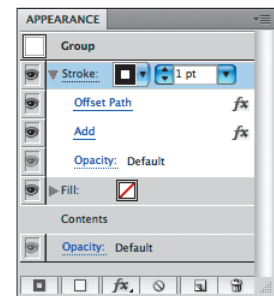 APPEARANCE
Group
Stroke: 1 pt
Offset Path fx
Add fx
Opacity: Default
Fill:
Contents
Opacity: Default
fx